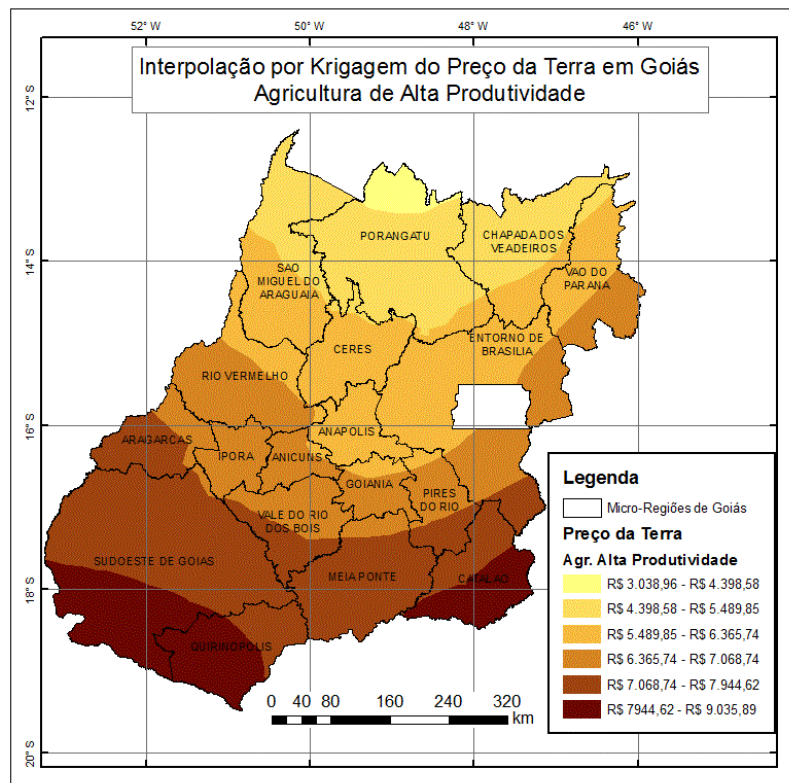 52° W 50° W 48° W 46° W
Interpolação por Krigagem do Preço da Terra em Goiás
Agricultura de Alta Produtividade
12°S
PORANGATU
CHAPADA DOS
VEADEIROS
14°S
SAO
MIGUEL DO
ARAGUAIA
VAO DO
PARANA
CERES
ENTORNO DE
BRASILIA
RIO VERMELHO
16°S
ANAPOLIS
ARAGARCAS
IPORA
ANICUNS
GOIANIA
PIRES
DO RIO
VALE DO RIO
DOS BOIS
SUDOESTE DE GOIAS
MEIA PONTE
CATALAO
18°S
QUIRINOPOLIS
20°S
0 40 80 160 240 320
km
Legenda
Micro-Regiões de Goiás
Preço da Terra
Agr. Alta Produtividade
R$ 3.038,96 - R$ 4.398,58
R$ 4.398,58 - R$ 5.489,85
R$ 5.489,85 - R$ 6.365,74
R$ 6.365,74 - R$ 7.068,74
R$ 7.068,74 - R$ 7.944,62
R$ 7944,62 - R$ 9.035,89